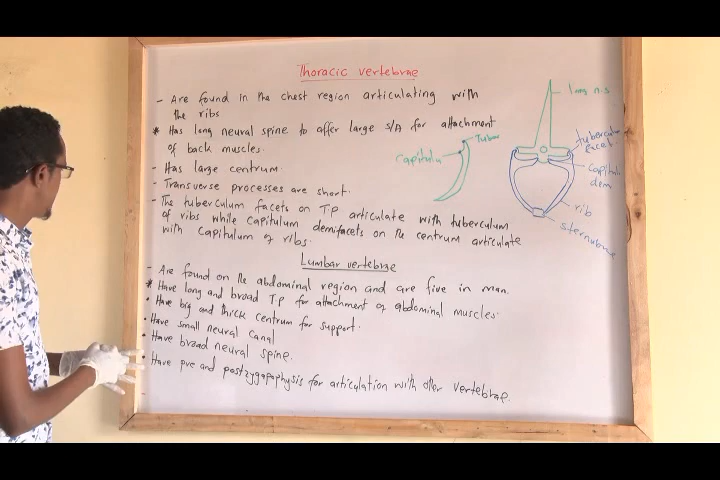 Thoracic vertebrae
- Are found in the chest region articulating with
the ribs
* Has long neural spine to offer large S/A for attachment
of back muscles.
- Has large centrum.
- Transverse processes are short.
- The tuberculum facets on T.P articulate with tuberculum
of ribs while capitulum demifacets on the centrum articulate
with capitulum of ribs.
Lumbar vertebrae
- Are found on the abdominal region and are five in man.
* Have long and broad T.P for attachment of abdominal muscles.
• Have big and thick centrum for support.
• Have small neural canal
• Have broad neural spine.
• Have pre and postzygapophysis for articulation with other vertebrae.
Tuber
Capitulu
long n.s
facet
Capitulu
dem
rib